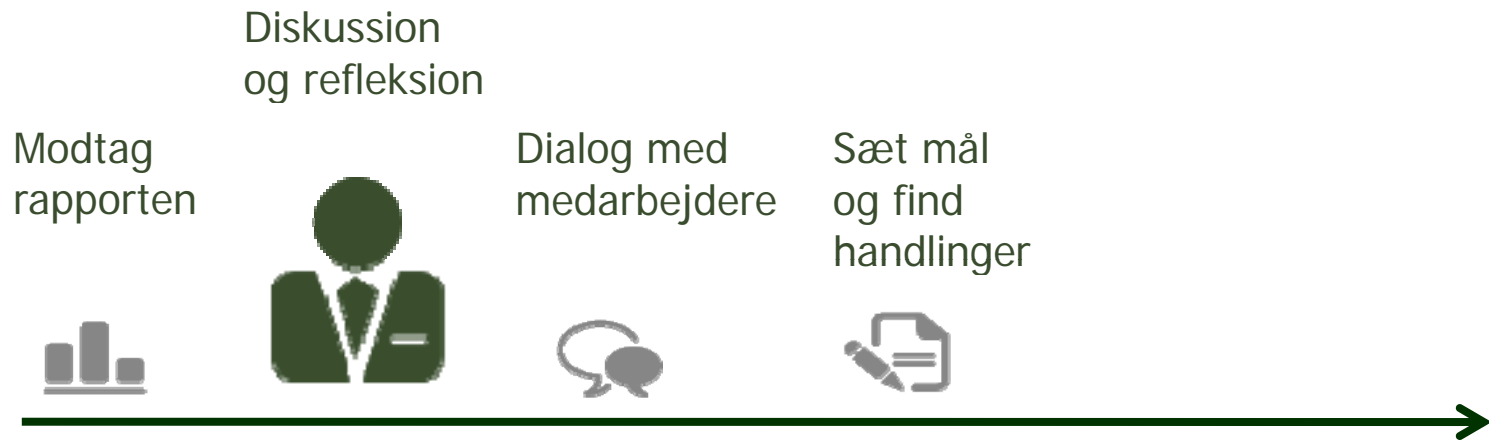 Modtag
rapporten
Diskussion
og refleksion
Dialog med
medarbejdere
Sæt mål
og find
handlinger